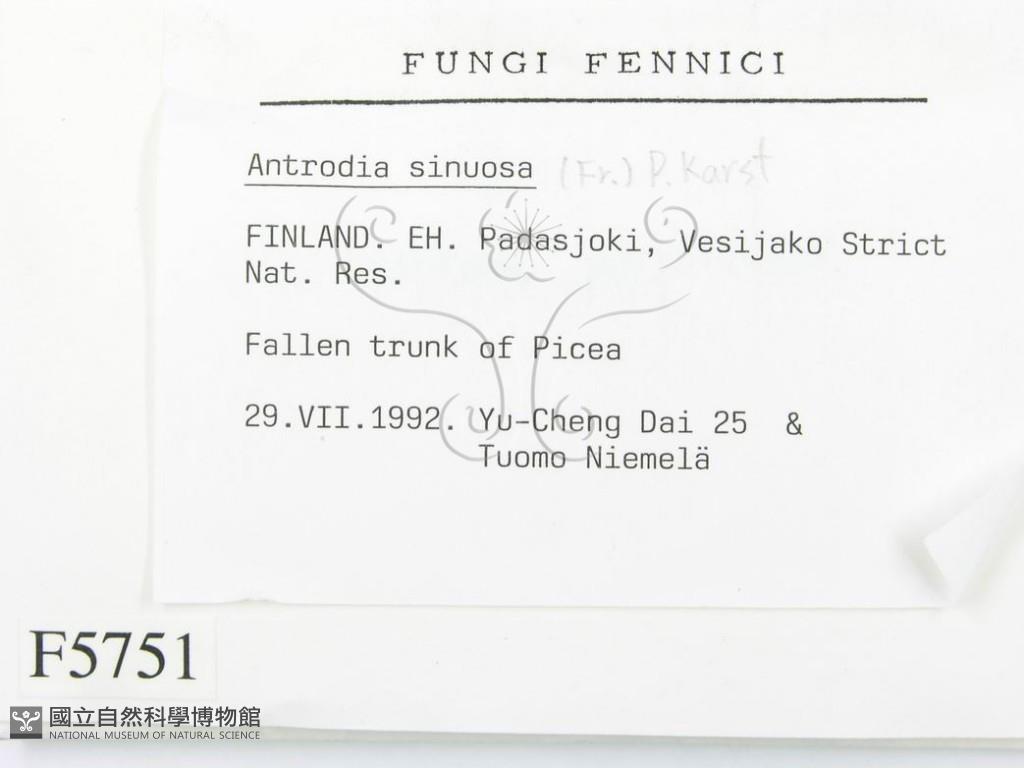 FUNGI FENNICI
Antrodia sinuosa (Fr.) P. Karst
FINLAND. EH. Padasjoki, Vesijako Strict
Nat. Res.
Fallen trunk of Picea
29.VII.1992. Yu-Cheng Dai 25 &
Tuomo Niemelä
F5751
國立自然科學博物館
NATIONAL MUSEUM OF NATURAL SCIENCE